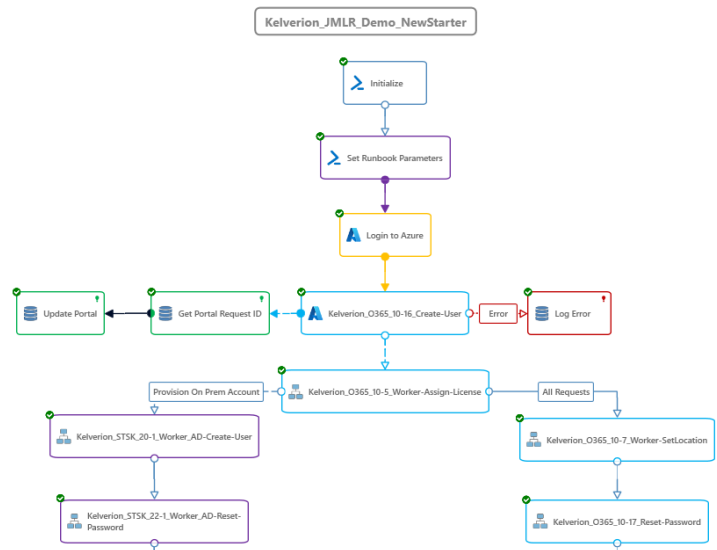 Kelverion_JMLR_Demo_NewStarter
Initialize
Set Runbook Parameters
Login to Azure
Update Portal
Get Portal Request ID
Kelverion_O365_10-16_Create-User
Error
Log Error
Provision On Prem Account
Kelverion_O365_10-5_Worker-Assign-License
All Requests
Kelverion_STSK_20-1_Worker_AD-Create-User
Kelverion_O365_10-7_Worker-SetLocation
Kelverion_STSK_22-1_Worker_AD-Reset-
Password
Kelverion_O365_10-17_Reset-Password